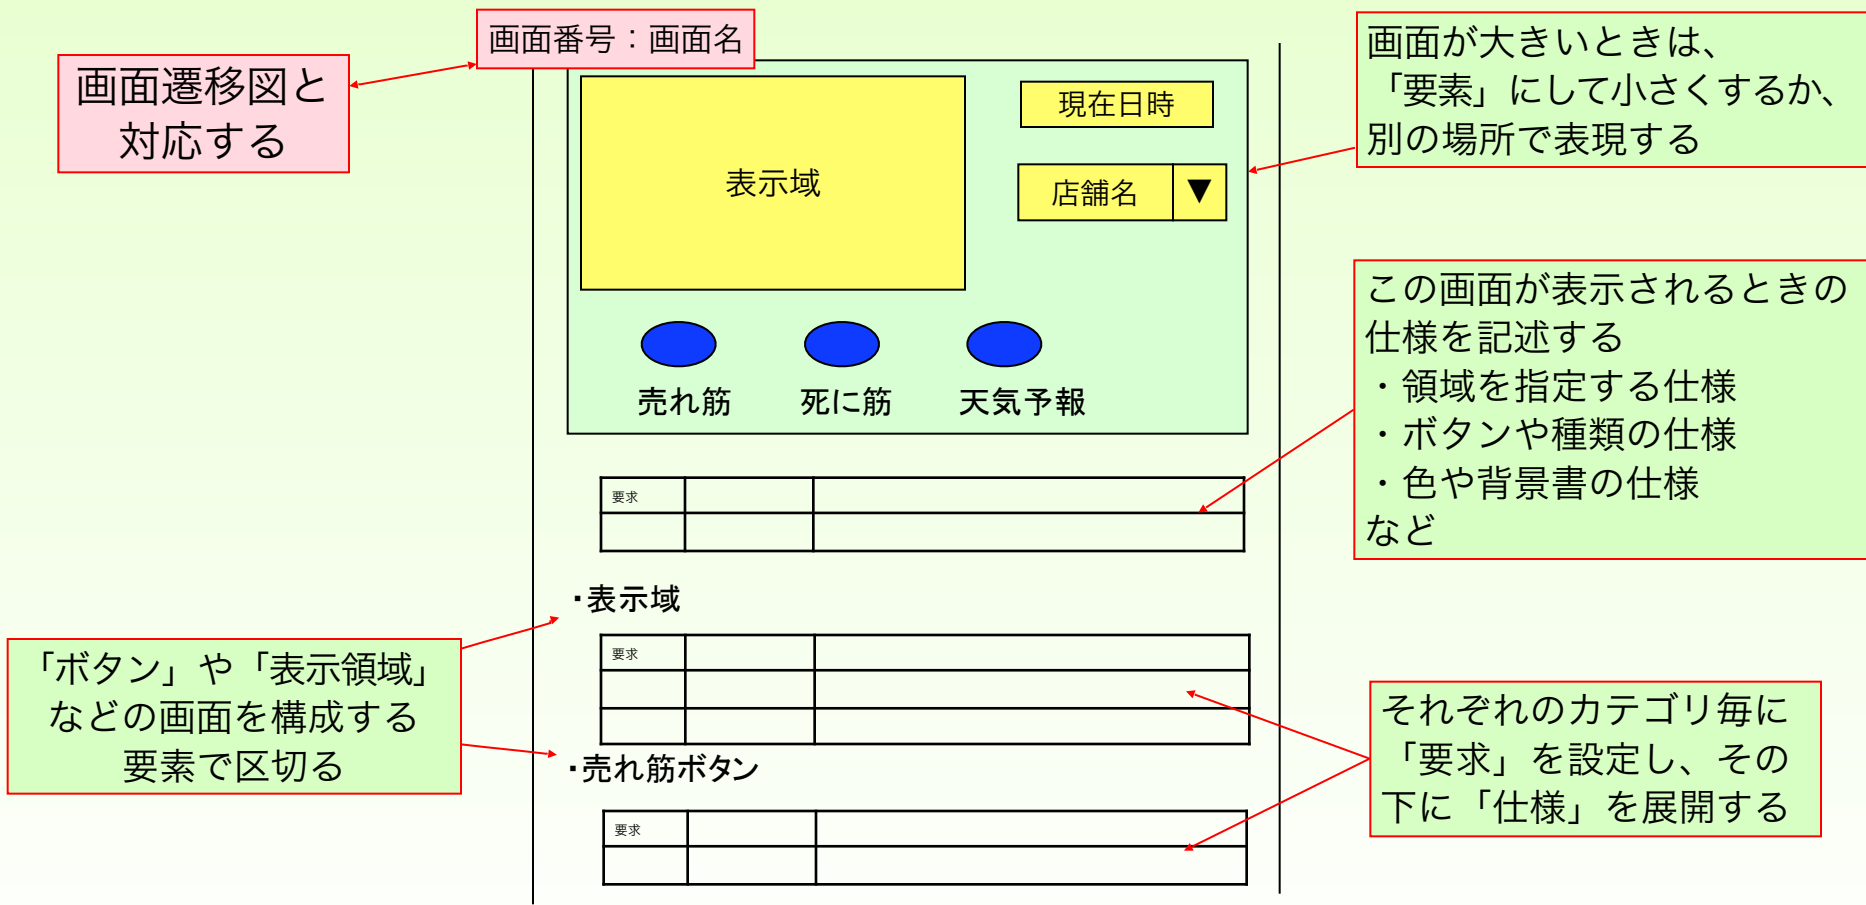 画面番号：画面名
画面遷移図と
対応する
表示域
現在日時
店舗名 ▼
売れ筋 死に筋 天気予報
画面が大きいときは、
「要素」にして小さくするか、
別の場所で表現する
この画面が表示されるときの
仕様を記述する
・領域を指定する仕様
・ボタンや種類の仕様
・色や背景書の仕様
など
要求
・表示域
要求
「ボタン」や「表示領域」
などの画面を構成する
要素で区切る
・売れ筋ボタン
要求
それぞれのカテゴリ毎に
「要求」を設定し、その
下に「仕様」を展開する